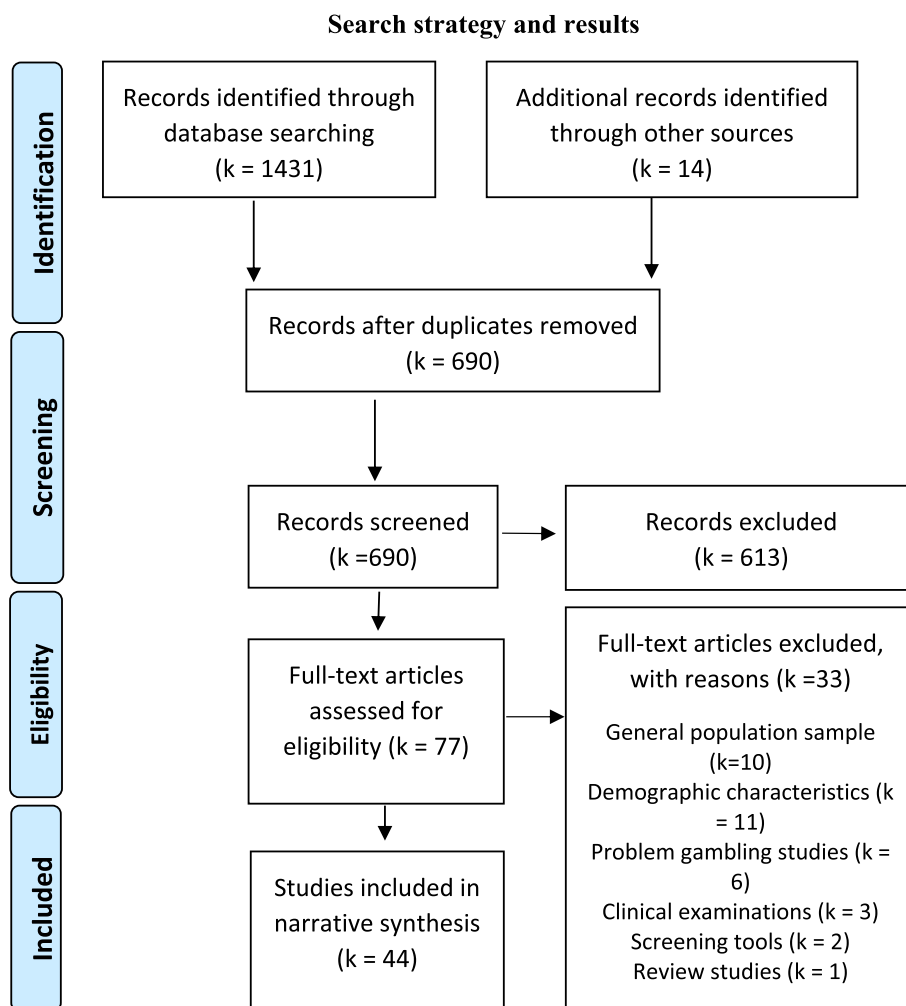 Search strategy and results
Identification
Records identified through
database searching
(k = 1431)
Additional records identified
through other sources
(k = 14)
Records after duplicates removed
(k = 690)
Screening
Records screened
(k =690)
Records excluded
(k = 613)
Eligibility
Full-text articles
assessed for
eligibility (k = 77)
Full-text articles excluded,
with reasons (k =33)
General population sample
(k=10)
Demographic characteristics (k
= 11)
Problem gambling studies (k =
6)
Clinical examinations (k = 3)
Screening tools (k = 2)
Review studies (k = 1)
Included
Studies included in
narrative synthesis
(k = 44)